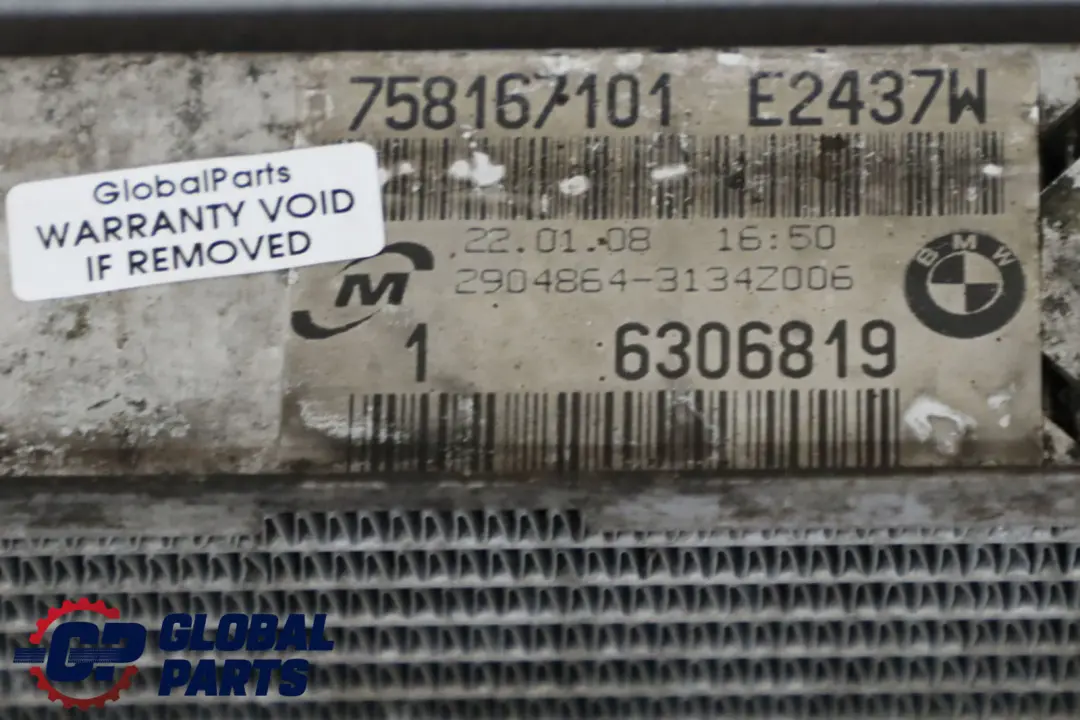 758167101 E2437W
GlobalParts
WARRANTY VOID
IF REMOVED
22.01.08 16:50
M
2904864-3134Z006
BMW
1 6306819
GP GLOBAL
PARTS